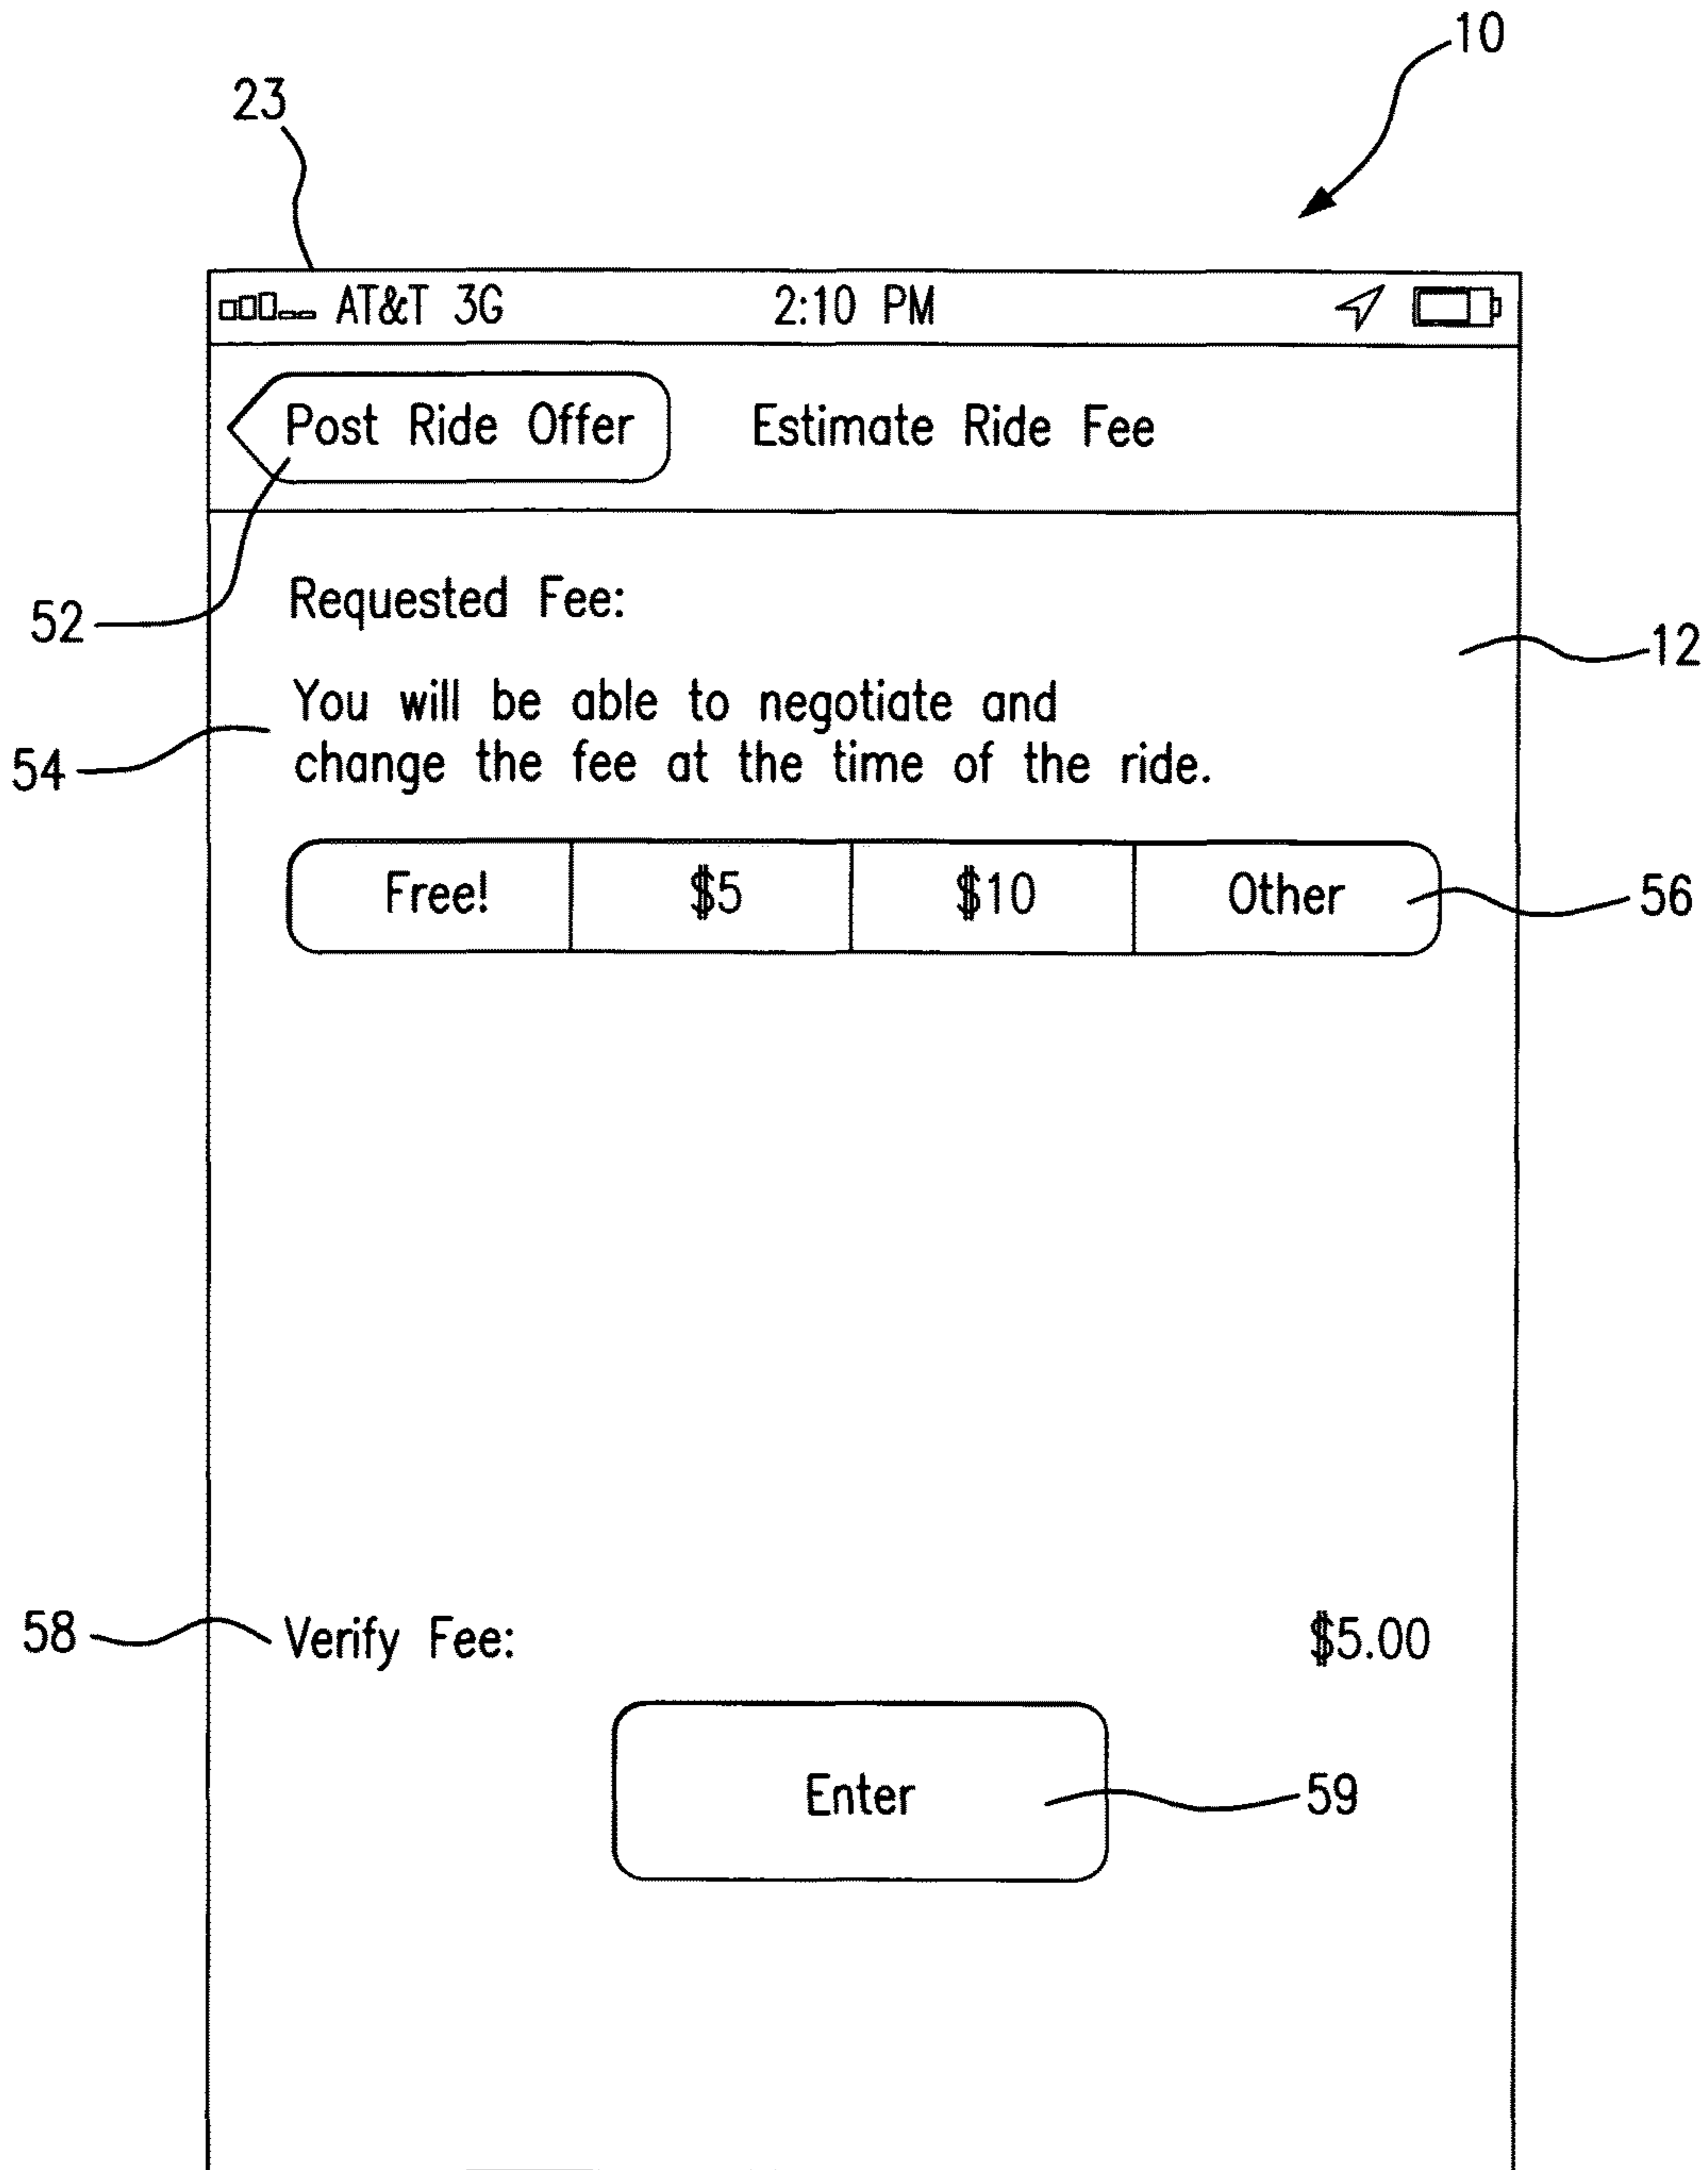 10
23
AT&T 3G 2:10 PM
Post Ride Offer Estimate Ride Fee
Requested Fee:
52
12
You will be able to negotiate and
change the fee at the time of the ride.
54
Free! $5 $10 Other 56
58 Verify Fee: $5.00
Enter 59